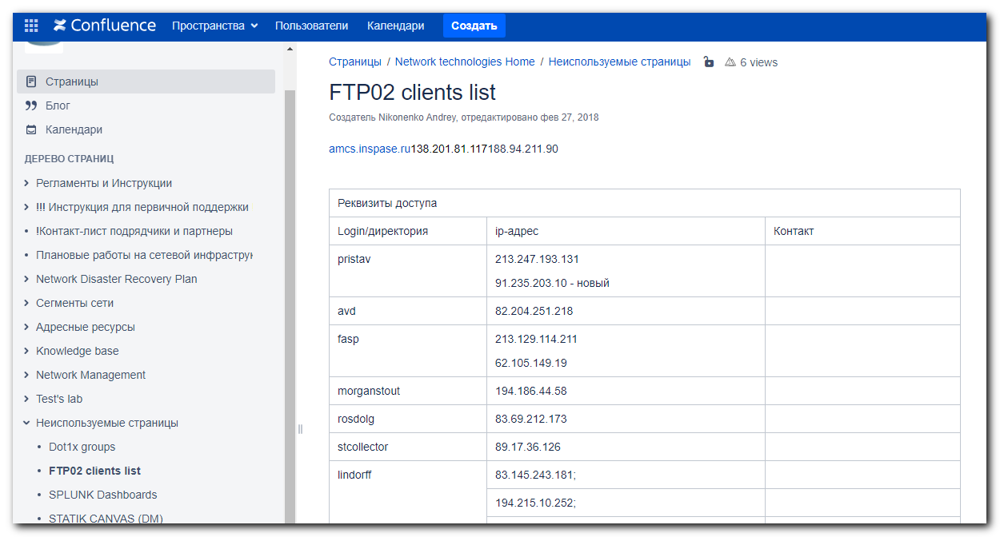 Confluence Пространства Пользователи Календари Создать
Страницы
Блог
Календари
ДЕРЕВО СТРАНИЦ
Регламенты и Инструкции
!!! Инструкция для первичной поддержки
!Контакт-лист подрядчики и партнеры
Плановые работы на сетевой инфраструк
Network Disaster Recovery Plan
Сегменты сети
Адресные ресурсы
Knowledge base
Network Management
Test's lab
Неиспользуемые страницы
Dot1x groups
FTP02 clients list
SPLUNK Dashboards
STATIK CANVAS (DM)
Страницы / Network technologies Home / Неиспользуемые страницы 6 views
FTP02 clients list
Создатель Nikonenko Andrey, отредактировано фев 27, 2018
amcs.inspase.ru138.201.81.117188.94.211.90
Реквизиты доступа
Login/директория ip-адрес Контакт
pristav 213.247.193.131
91.235.203.10 - новый
avd 82.204.251.218
fasp 213.129.114.211
62.105.149.19
morganstout 194.186.44.58
rosdolg 83.69.212.173
stcollector 89.17.36.126
lindorff 83.145.243.181;
194.215.10.252;